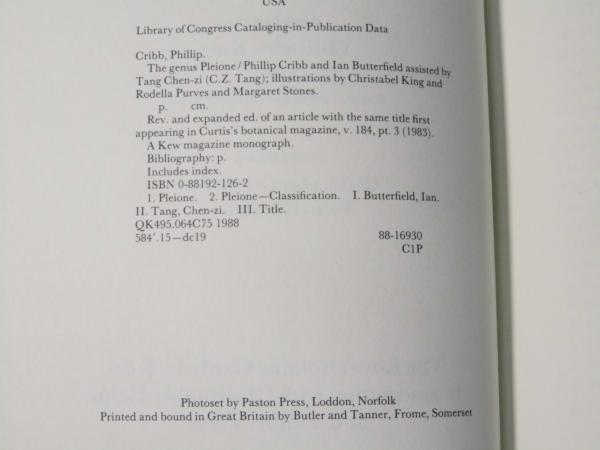 USA
Library of Congress Cataloging-in-Publication Data
Cribb, Phillip.
The genus Pleione / Phillip Cribb and Ian Butterfield assisted by
Tang Chen-zi (C.Z. Tang); illustrations by Christabel King and
Rodella Purves and Margaret Stones.
p. cm.
Rev. and expanded ed. of an article with the same title first
appearing in Curtis's botanical magazine, v. 184, pt. 3 (1983).
A Kew magazine monograph.
Bibliography: p.
Includes index.
ISBN 0-88192-126-2
1. Pleione. 2. Pleione—Classification. I. Butterfield, Ian.
II. Tang, Chen-zi. III. Title.
QK495.064C75 1988
584'.15—dc19 88-16930
C1P
Photoset by Paston Press, Loddon, Norfolk
Printed and bound in Great Britain by Butler and Tanner, Frome, Somerset